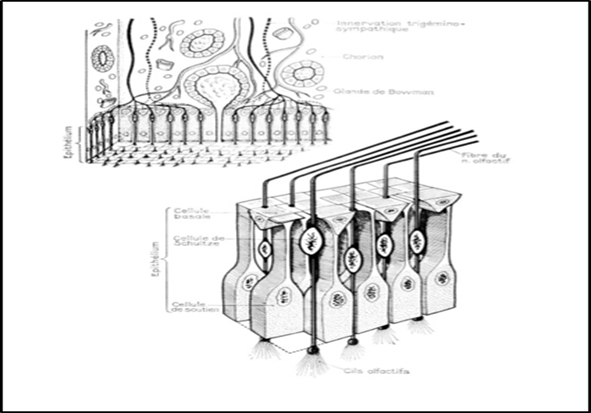 Innervation trigémino-
sympathique
Chorion
Glande de Bowman
Epithélium
fibre du
n. olfactif
Cellule
basale
Cellule de
Schultze
Epithélium
Cellule
de soutien
Cils olfactifs